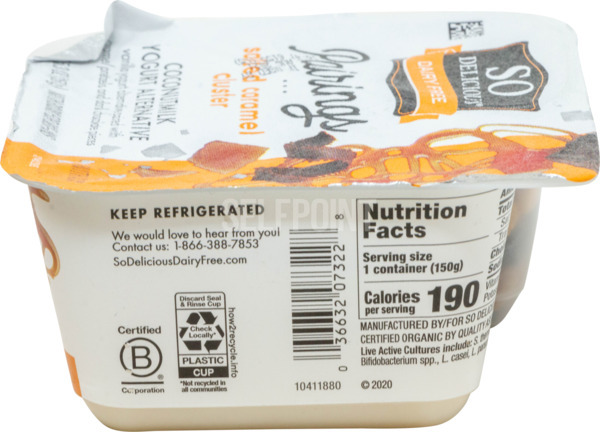 SO
DELICIOUS
DAIRY FREE
Pairings
salted caramel
cluster
COCONUTMILK
YOGURT ALTERNATIVE
KEEP REFRIGERATED
We would love to hear from you!
Contact us: 1-866-388-7853
SoDeliciousDairyFree.com
Certified
B
Corporation
Discard Seal
& Rinse Cup
Check
Locally*
PLASTIC
CUP
*Not recycled in
all communities
how2recycle.info
0 36632 07322 8
10411880
Nutrition
Facts
Serving size
1 container (150g)
Calories 190
per serving
MANUFACTURED BY/FOR SO DELI
CERTIFIED ORGANIC BY QUALITY A
Live Active Cultures include: S. the
Bifidobacterium spp., L. casei, L.
© 2020
SELFPOIN